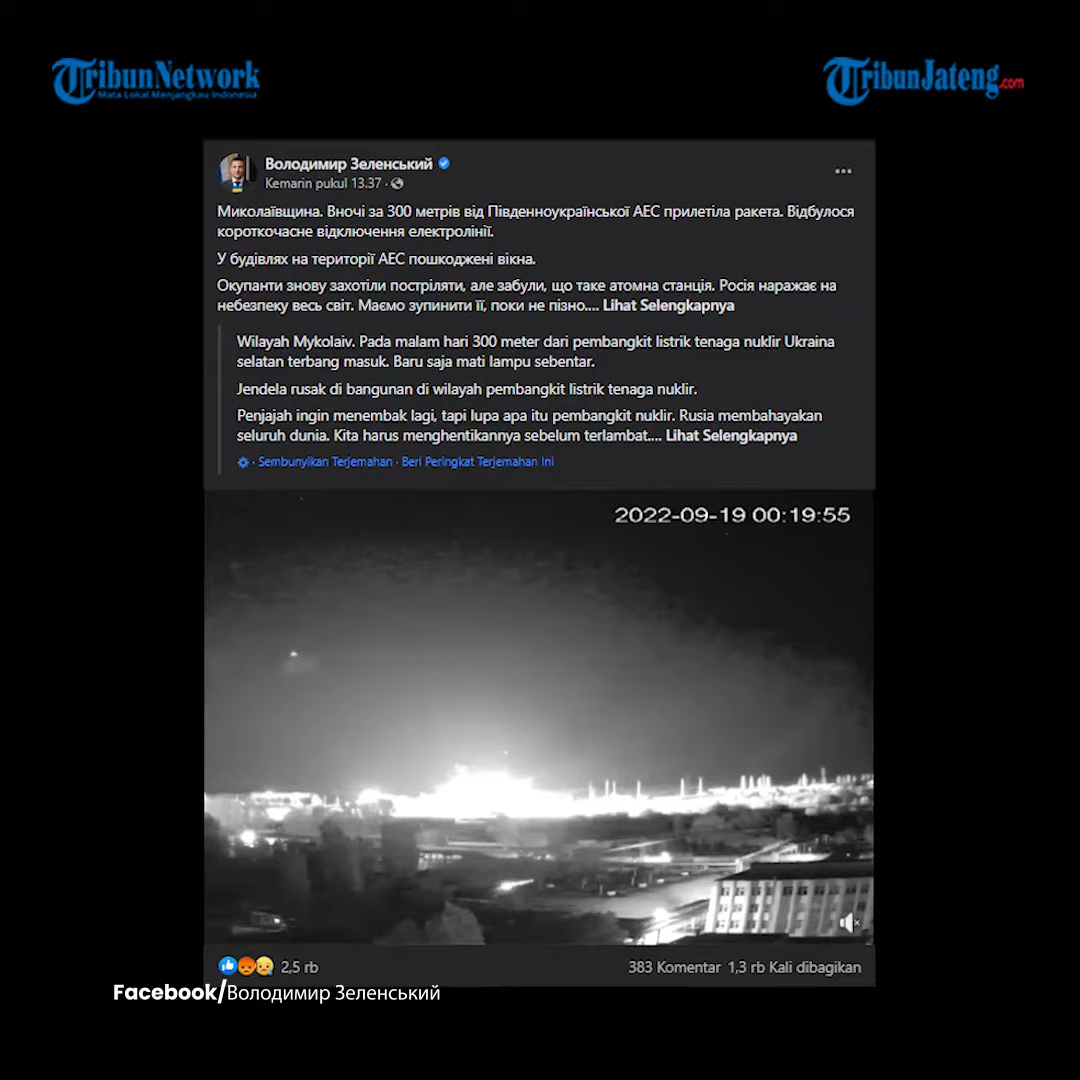 TribunNetwork
Mata Lokal Menjangkau Indonesia
TribunJateng.com
Володимир Зеленський
Kemarin pukul 13.37 ·
Миколаївщина. Вночі за 300 метрів від Південноукраїнської АЕС прилетіла ракета. Відбулося
короткочасне відключення електролінії.
У будівлях на території АЕС пошкоджені вікна.
Окупанти знову захотіли постріляти, але забули, що таке атомна станція. Росія наражає на
небезпеку весь світ. Маємо зупинити її, поки не пізно.... Lihat Selengkapnya
Wilayah Mykolaiv. Pada malam hari 300 meter dari pembangkit listrik tenaga nuklir Ukraina
selatan terbang masuk. Baru saja mati lampu sebentar.
Jendela rusak di bangunan di wilayah pembangkit listrik tenaga nuklir.
Penjajah ingin menembak lagi, tapi lupa apa itu pembangkit nuklir. Rusia membahayakan
seluruh dunia. Kita harus menghentikannya sebelum terlambat.... Lihat Selengkapnya
· Sembunyikan Terjemahan · Beri Peringkat Terjemahan Ini
2022-09-19 00:19:55
2,5 rb
383 Komentar 1,3 rb Kali dibagikan
Facebook/Володимир Зеленський